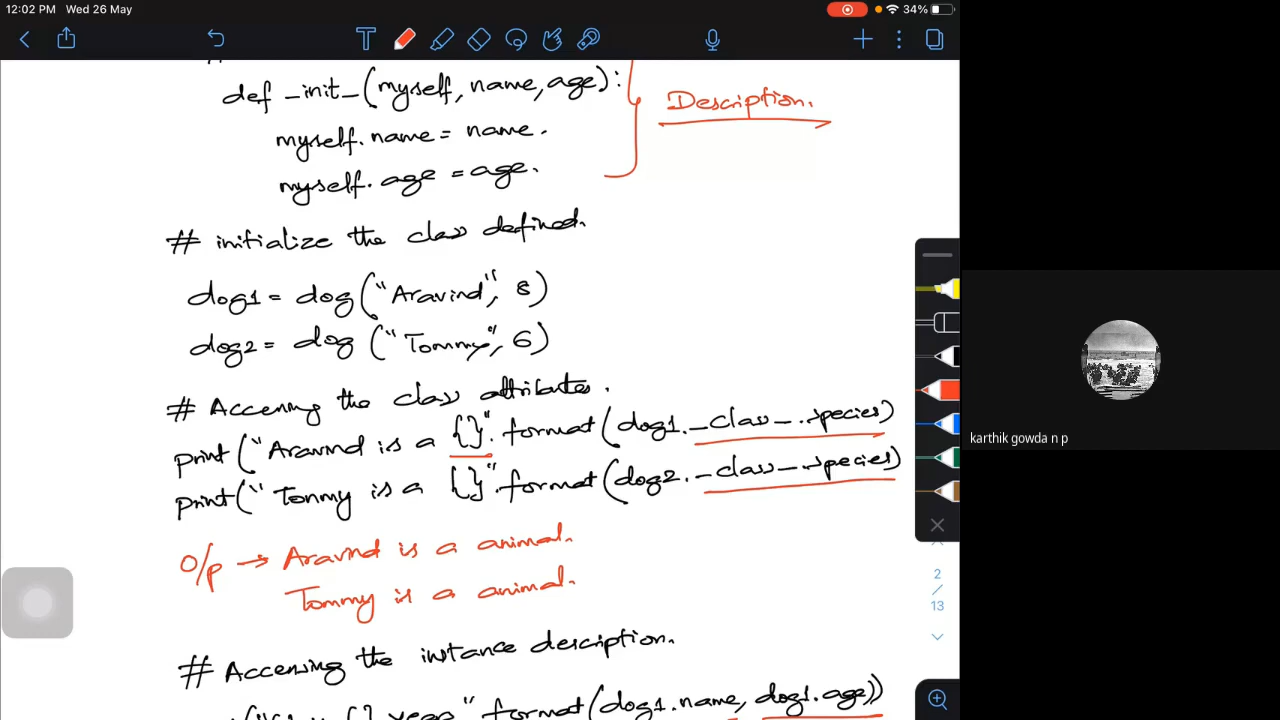 12:02 PM Wed 26 May
34%
def _init_(myself, name, age):
Description.
myself.name = name.
myself.age = age.
# initialize the class defined.
dog1 = dog("Aravind", 8)
dog2 = dog ("Tommy", 6)
# Accessing the class attributes.
print ("Aravind is a {}".format(dog1._class_.species)
print("Tommy is a {}".format(dog2._class_.species)
O/p → Aravind is a animal.
Tommy is a animal.
# Accessing the instance desciption.
{} year" format(dog1.name, dog1.age))
2
/
13
karthik gowda n p